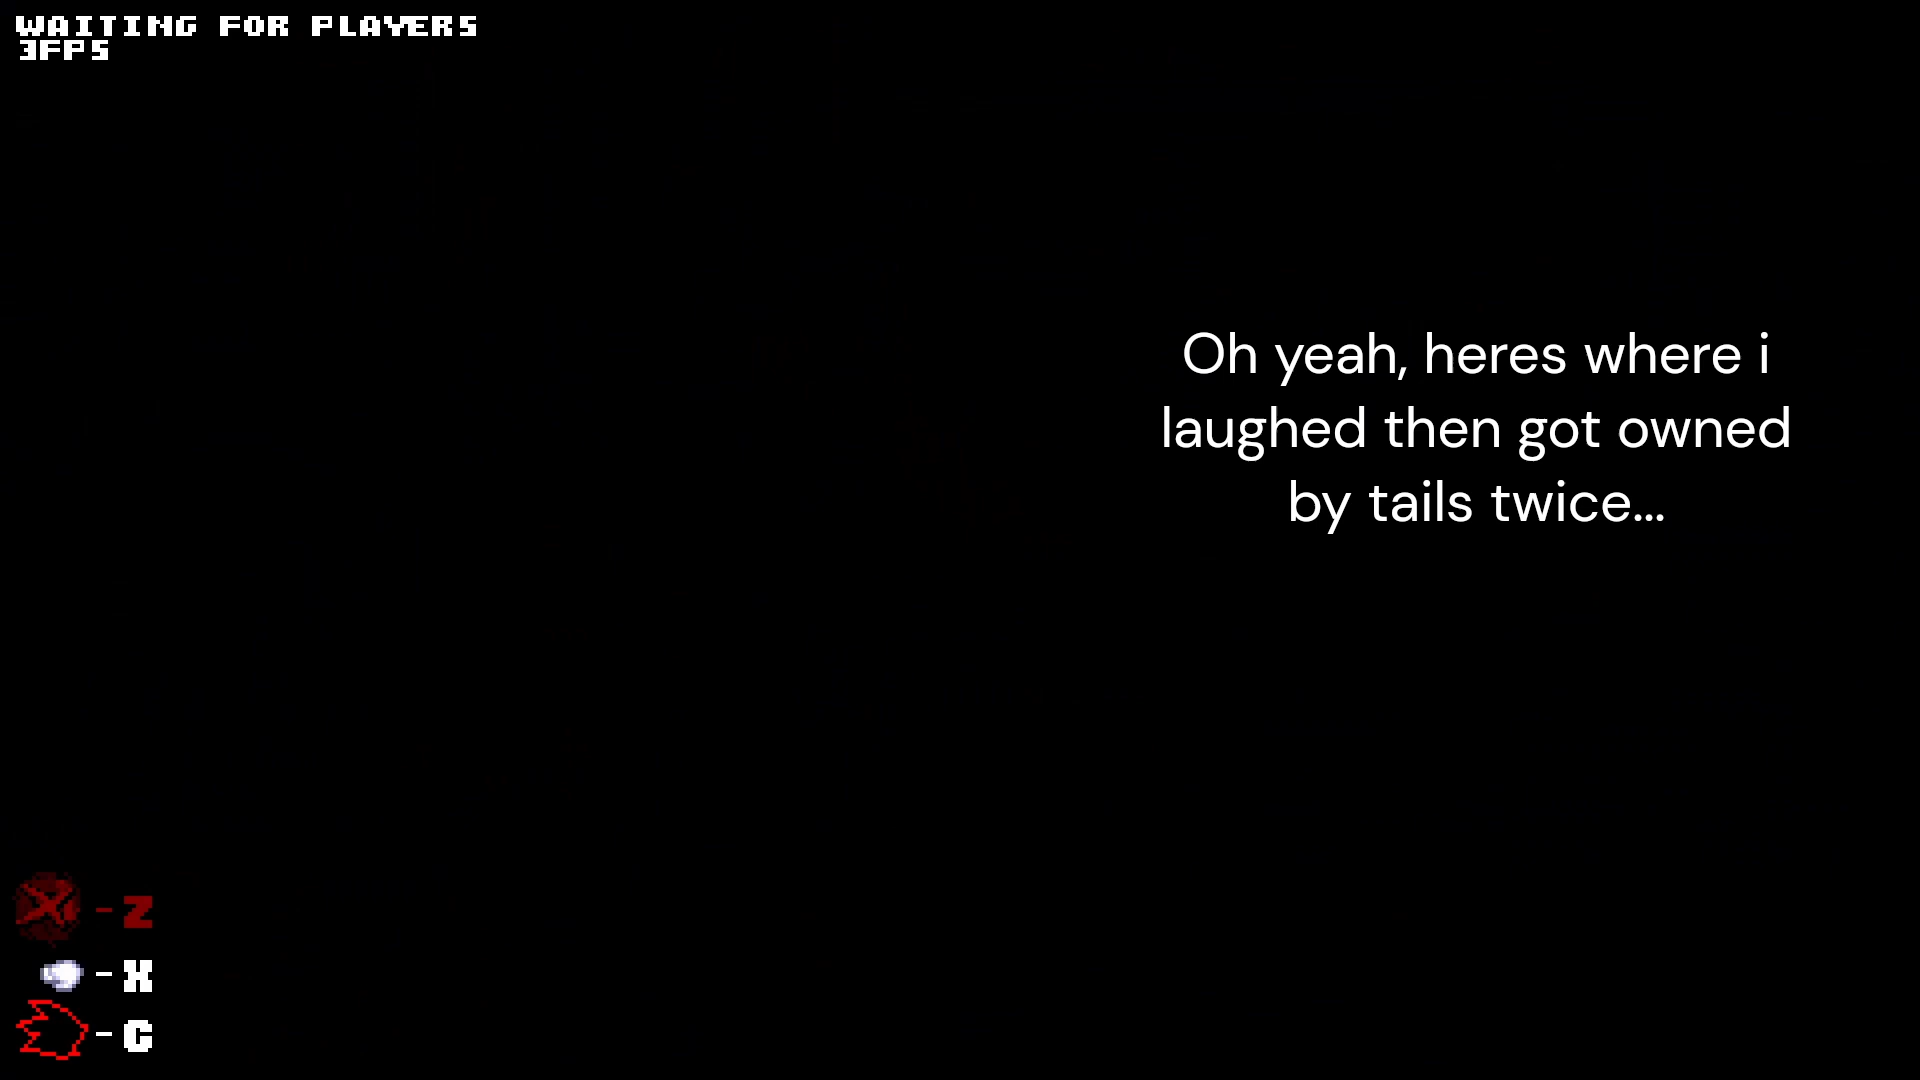 WAITING FOR PLAYERS
3FPS
Oh yeah, heres where i
laughed then got owned
by tails twice...
- Z
- X
- C